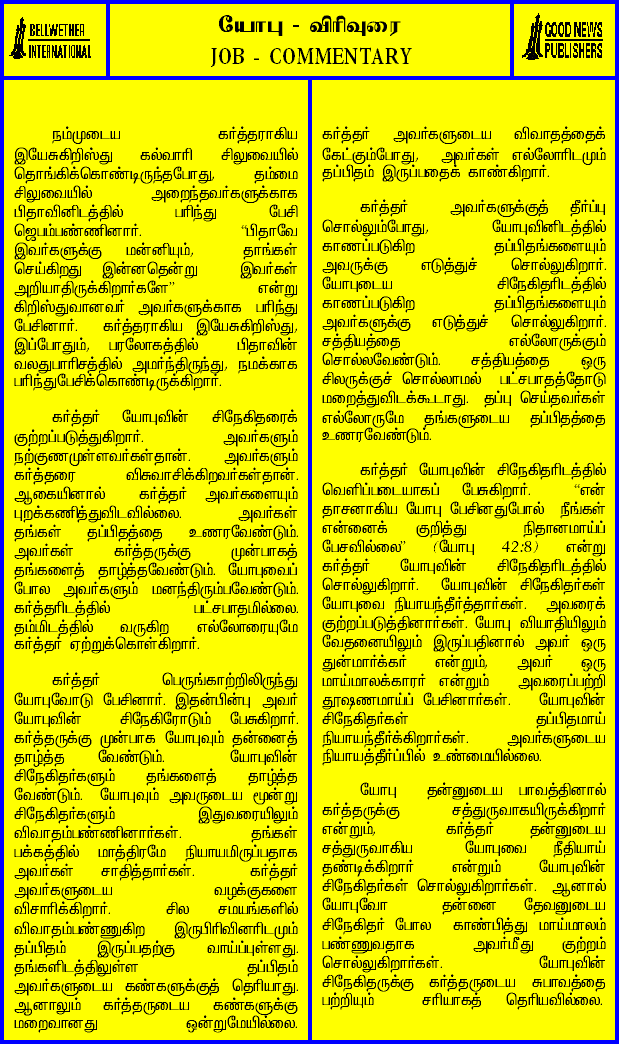 BELLWETHER
INTERNATIONAL
யோபு - விரிவுரை
JOB - COMMENTARY
GOOD NEWS
PUBLISHERS
நம்முடைய கர்த்தராகிய
இயேசுகிறிஸ்து கல்வாரி சிலுவையில்
தொங்கிக்கொண்டிருந்தபோது, தம்மை
சிலுவையில் அறைந்தவர்களுக்காக
பிதாவினிடத்தில் பரிந்து பேசி
ஜெபம்பண்ணினார். “பிதாவே
இவர்களுக்கு மன்னியும், தாங்கள்
செய்கிறது இன்னதென்று இவர்கள்
அறியாதிருக்கிறார்களே” என்று
கிறிஸ்துவானவர் அவர்களுக்காக பரிந்து
பேசினார். கர்த்தராகிய இயேசுகிறிஸ்து,
இப்போதும், பரலோகத்தில் பிதாவின்
வலதுபாரிசத்தில் அமர்ந்திருந்து, நமக்காக
பரிந்துபேசிக்கொண்டிருக்கிறார்.
கர்த்தர் யோபுவின் சிநேகிதரைக்
குற்றப்படுத்துகிறார். அவர்களும்
நற்குணமுள்ளவர்கள்தான். அவர்களும்
கர்த்தரை விசுவாசிக்கிறவர்கள்தான்.
ஆகையினால் கர்த்தர் அவர்களையும்
புறக்கணித்துவிடவில்லை. அவர்கள்
தங்கள் தப்பிதத்தை உணரவேண்டும்.
அவர்கள் கர்த்தருக்கு முன்பாகத்
தங்களைத் தாழ்த்தவேண்டும். யோபுவைப்
போல அவர்களும் மனந்திரும்பவேண்டும்.
கர்த்தரிடத்தில் பட்சபாதமில்லை.
தம்மிடத்தில் வருகிற எல்லோரையுமே
கர்த்தர் ஏற்றுக்கொள்கிறார்.
கர்த்தர் பெருங்காற்றிலிருந்து
யோபுவோடு பேசினார். இதன்பின்பு அவர்
யோபுவின் சிநேகிரோடும் பேசுகிறார்.
கர்த்தருக்கு முன்பாக யோபுவும் தன்னைத்
தாழ்த்த வேண்டும். யோபுவின்
சிநேகிதர்களும் தங்களைத் தாழ்த்த
வேண்டும். யோபுவும் அவருடைய மூன்று
சிநேகிதர்களும் இதுவரையிலும்
விவாதம்பண்ணினார்கள். தங்கள்
பக்கத்தில் மாத்திரமே நியாயமிருப்பதாக
அவர்கள் சாதித்தார்கள். கர்த்தர்
அவர்களுடைய வழக்குகளை
விசாரிக்கிறார். சில சமயங்களில்
விவாதம்பண்ணுகிற இருபிரிவினரிடமும்
தப்பிதம் இருப்பதற்கு வாய்ப்புள்ளது.
தங்களிடத்திலுள்ள தப்பிதம்
அவர்களுடைய கண்களுக்குத் தெரியாது.
ஆனாலும் கர்த்தருடைய கண்களுக்கு
மறைவானது ஒன்றுமேயில்லை.
கர்த்தர் அவர்களுடைய விவாதத்தைக்
கேட்கும்போது, அவர்கள் எல்லோரிடமும்
தப்பிதம் இருப்பதைக் காண்கிறார்.
கர்த்தர் அவர்களுக்குத் தீர்ப்பு
சொல்லும்போது, யோபுவினிடத்தில்
காணப்படுகிற தப்பிதங்களையும்
அவருக்கு எடுத்துச் சொல்லுகிறார்.
யோபுடைய சிநேகிதரிடத்தில்
காணப்படுகிற தப்பிதங்களையும்
அவர்களுக்கு எடுத்துச் சொல்லுகிறார்.
சத்தியத்தை எல்லோருக்கும்
சொல்லவேண்டும். சத்தியத்தை ஒரு
சிலருக்குச் சொல்லாமல் பட்சபாதத்தோடு
மறைத்துவிடக்கூடாது. தப்பு செய்தவர்கள்
எல்லோருமே தங்களுடைய தப்பிதத்தை
உணரவேண்டும்.
கர்த்தர் யோபுவின் சிநேகிதரிடத்தில்
வெளிப்படையாகப் பேசுகிறார். “என்
தாசனாகிய யோபு பேசினதுபோல் நீங்கள்
என்னைக் குறித்து நிதானமாய்ப்
பேசவில்லை” (யோபு 42:8) என்று
கர்த்தர் யோபுவின் சிநேகிதரிடத்தில்
சொல்லுகிறார். யோபுவின் சிநேகிதர்கள்
யோபுவை நியாயந்தீர்த்தார்கள். அவரைக்
குற்றப்படுத்தினார்கள். யோபு வியாதியிலும்
வேதனையிலும் இருப்பதினால் அவர் ஒரு
துன்மார்க்கர் என்றும், அவர் ஒரு
மாய்மாலக்காரர் என்றும் அவரைப்பற்றி
தூஷணமாய்ப் பேசினார்கள். யோபுவின்
சிநேகிதர்கள் தப்பிதமாய்
நியாயந்தீர்க்கிறார்கள். அவர்களுடைய
நியாயத்தீர்ப்பில் உண்மையில்லை.
யோபு தன்னுடைய பாவத்தினால்
கர்த்தருக்கு சத்துருவாகயிருக்கிறார்
என்றும், கர்த்தர் தன்னுடைய
சத்துருவாகிய யோபுவை நீதியாய்
தண்டிக்கிறார் என்றும் யோபுவின்
சிநேகிதர்கள் சொல்லுகிறார்கள். ஆனால்
யோபுவோ தன்னை தேவனுடைய
சிநேகிதர் போல காண்பித்து மாய்மாலம்
பண்ணுவதாக அவர்மீது குற்றம்
சொல்லுகிறார்கள். யோபுவின்
சிநேகிதருக்கு கர்த்தருடைய சுபாவத்தை
பற்றியும் சரியாகத் தெரியவில்லை.